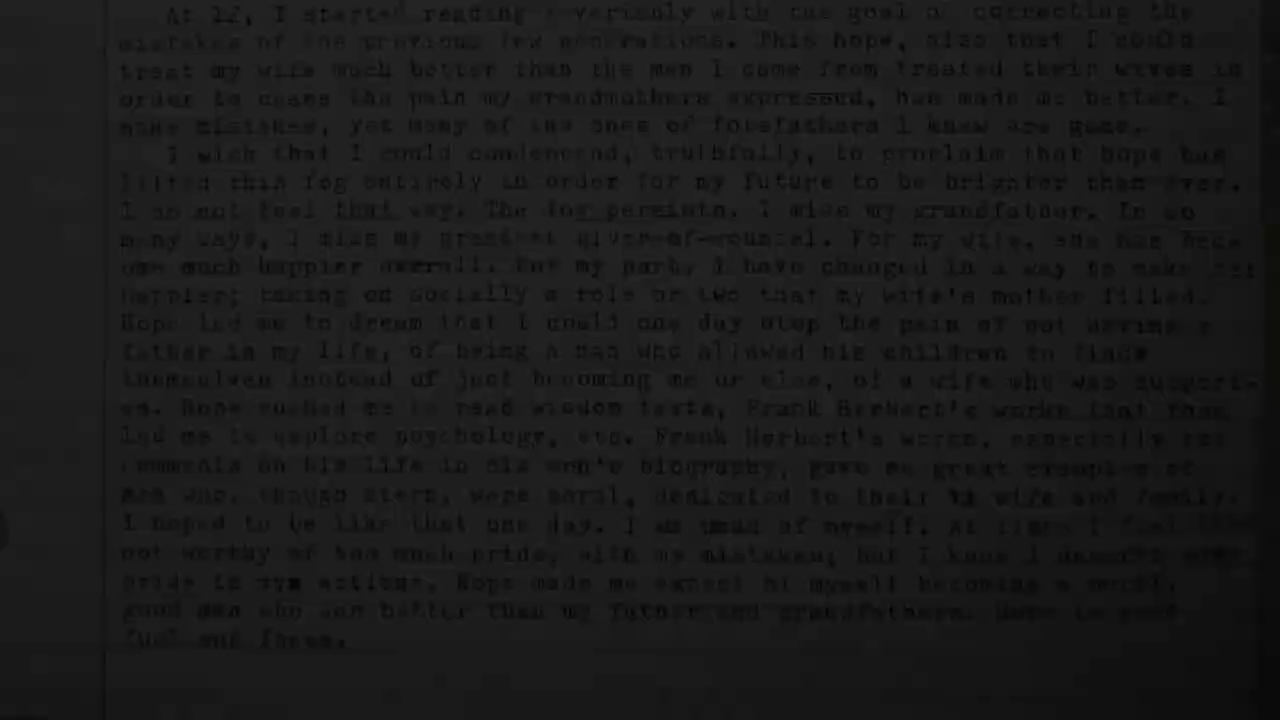 At 22, I started reading feverishly with the goal of correcting the
mistakes of the previous few generations. This hope, also that I could
treat my wife much better than the men I come from treated their wives in
order to cease the pain my grandmothers expressed, has made me better. I
make mistakes, yet many of the ones of forefathers I knew are gone.
I wish that I could condescend, truthfully, to proclaim that hope has
lifted this fog entirely in order for my future to be brighter than ever.
I do not feel that way. The fog persists. I miss my grandfather. In so
many ways, I miss my greatest giver-of-counsel. For my wife, she has
much happier overall. For my part, I have changed in a way to make her
happier; taking on socially a role or two that my wife's mother filled.
Hope led me to dream that I could one day stop the pain of not having a
father in my life, of being a man who allowed his children to find
themselves instead of just becoming me or else, of a wife who was
Hope pushed me to read wisdom texts, Frank Herbert's works that then
led me to explore psychology, etc. Frank Herbert's works, especially the
comments on his life in his son's biography, gave me great examples of
men who, though stern, were moral, dedicated to their wife and family.
I hoped to be like that one day. I am proud of myself. At times I feel
not worthy of too much pride, with my mistakes; but I know I deserve some
pride in my actions. Hope made me expect of myself becoming a
good man who was better than my father and grandfathers. Hope is
fuel and